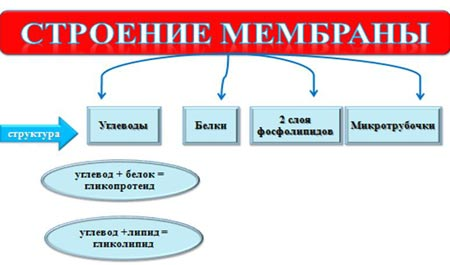 СТРОЕНИЕ МЕМБРАНЫ
структура
Углеводы
Белки
2 слоя
фосфолипидов
Микротрубочки
углевод + белок =
гликопротеид
углевод +липид =
гликолипид